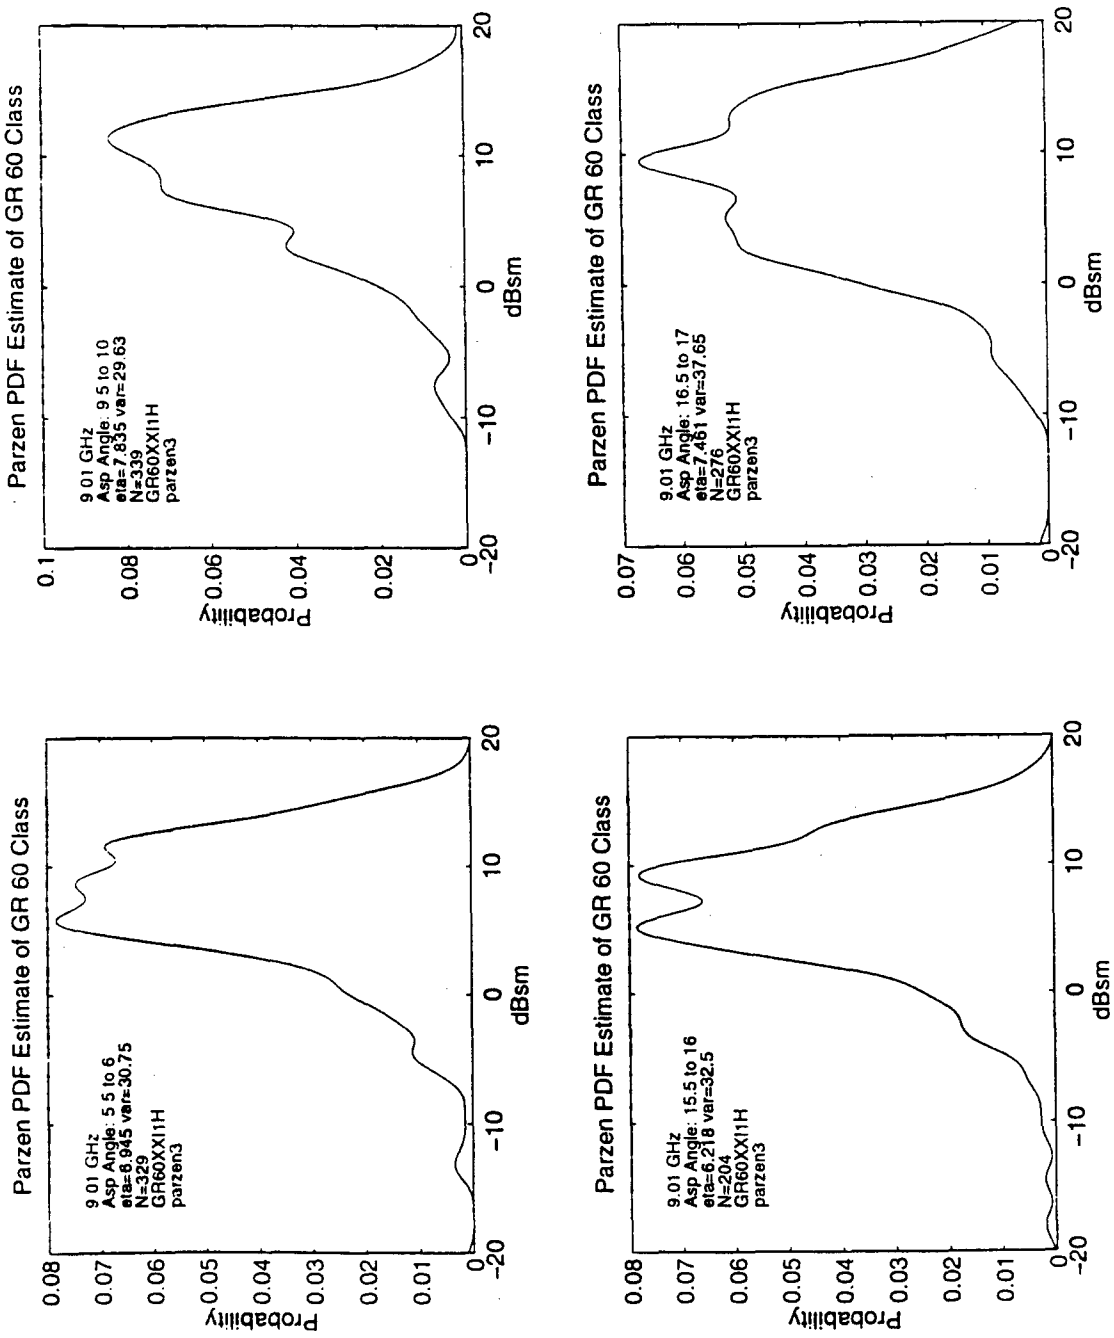 Parzen PDF Estimate of GR 60 Class
9 01 GHz
Asp Angle: 5 5 to 6
eta=6.945 var=30.75
N=329
GR60XXI1H
parzen3
Probability
0.08
0.07
0.06
0.05
0.04
0.03
0.02
0.01
0
−20
−10
0
10
20
dBsm
Parzen PDF Estimate of GR 60 Class
9 01 GHz
Asp Angle: 9 5 to 10
eta=7.835 var=29.63
N=339
GR60XXI1H
parzen3
Probability
0.1
0.08
0.06
0.04
0.02
0
−20
−10
0
10
20
dBsm
Parzen PDF Estimate of GR 60 Class
9.01 GHz
Asp Angle: 15.5 to 16
eta=6.218 var=32.5
N=204
GR60XXI1H
parzen3
Probability
0.08
0.07
0.06
0.05
0.04
0.03
0.02
0.01
0
−20
−10
0
10
20
dBsm
Parzen PDF Estimate of GR 60 Class
9.01 GHz
Asp Angle: 16.5 to 17
eta=7.461 var=37.65
N=276
GR60XXI1H
parzen3
Probability
0.07
0.06
0.05
0.04
0.03
0.02
0.01
0
−20
−10
0
10
20
dBsm